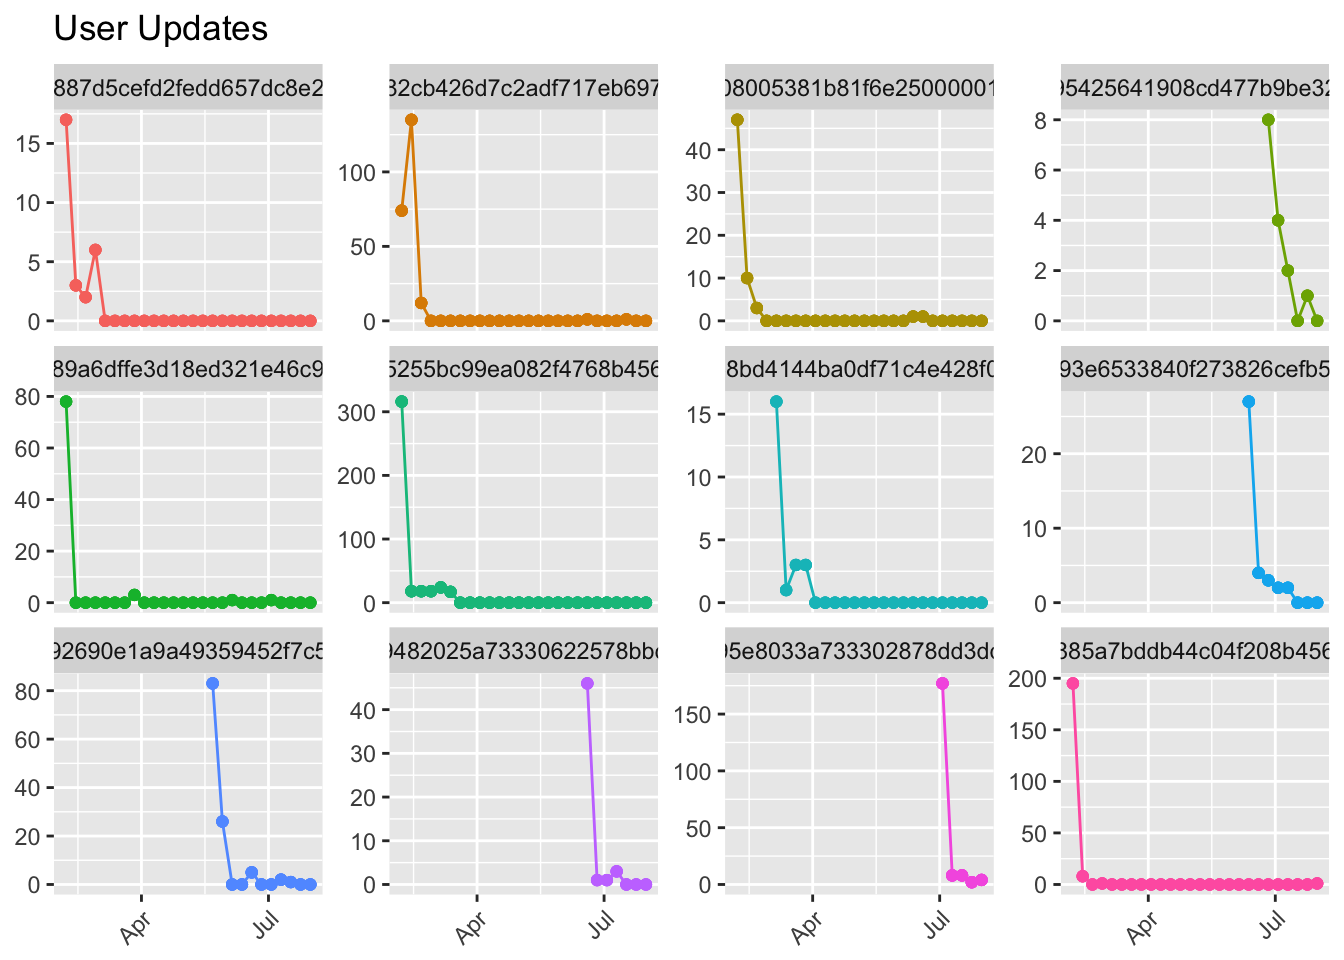 User Updates
887d5cefd2fedd657dc8e2
32cb426d7c2adf717eb697
08005381b81f6e25000001
95425641908cd477b9be32
15
10
5
0
100
50
0
40
30
20
10
0
8
6
4
2
0
89a6dffe3d18ed321e46c9
5255bc99ea082f4768b456
8bd4144ba0df71c4e428f0
93e6533840f273826cefb5
80
60
40
20
0
300
200
100
0
15
10
5
0
20
10
0
92690e1a9a49359452f7c5
9482025a73330622578bbc
95e8033a733302878dd3dc
385a7bddb44c04f208b456
80
60
40
20
0
40
30
20
10
0
150
100
50
0
200
150
100
50
0
Apr
Jul
Apr
Jul
Apr
Jul
Apr
Jul